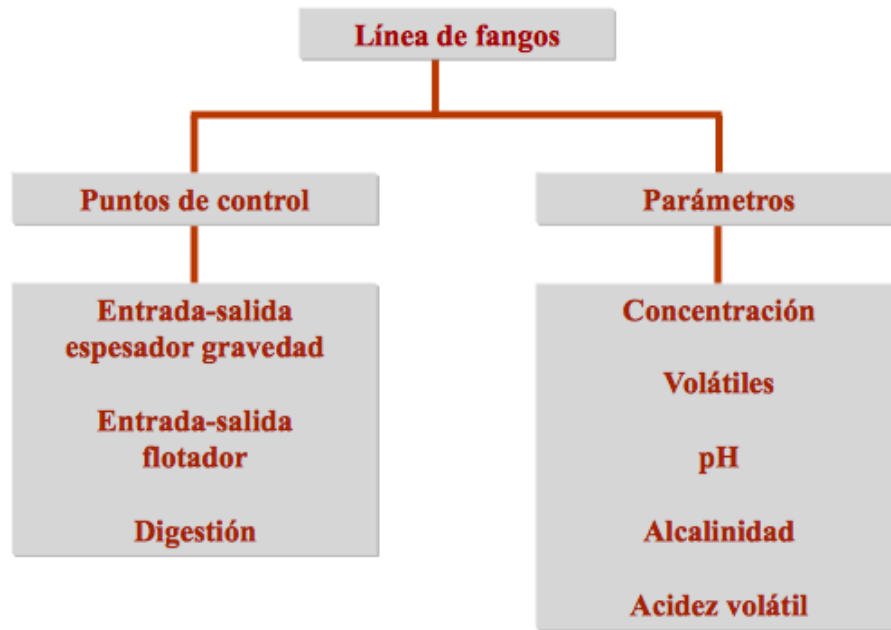 Línea de fangos
Puntos de control
Entrada-salida
espesador gravedad
Entrada-salida
flotador
Digestión
Parámetros
Concentración
Volátiles
pH
Alcalinidad
Acidez volátil